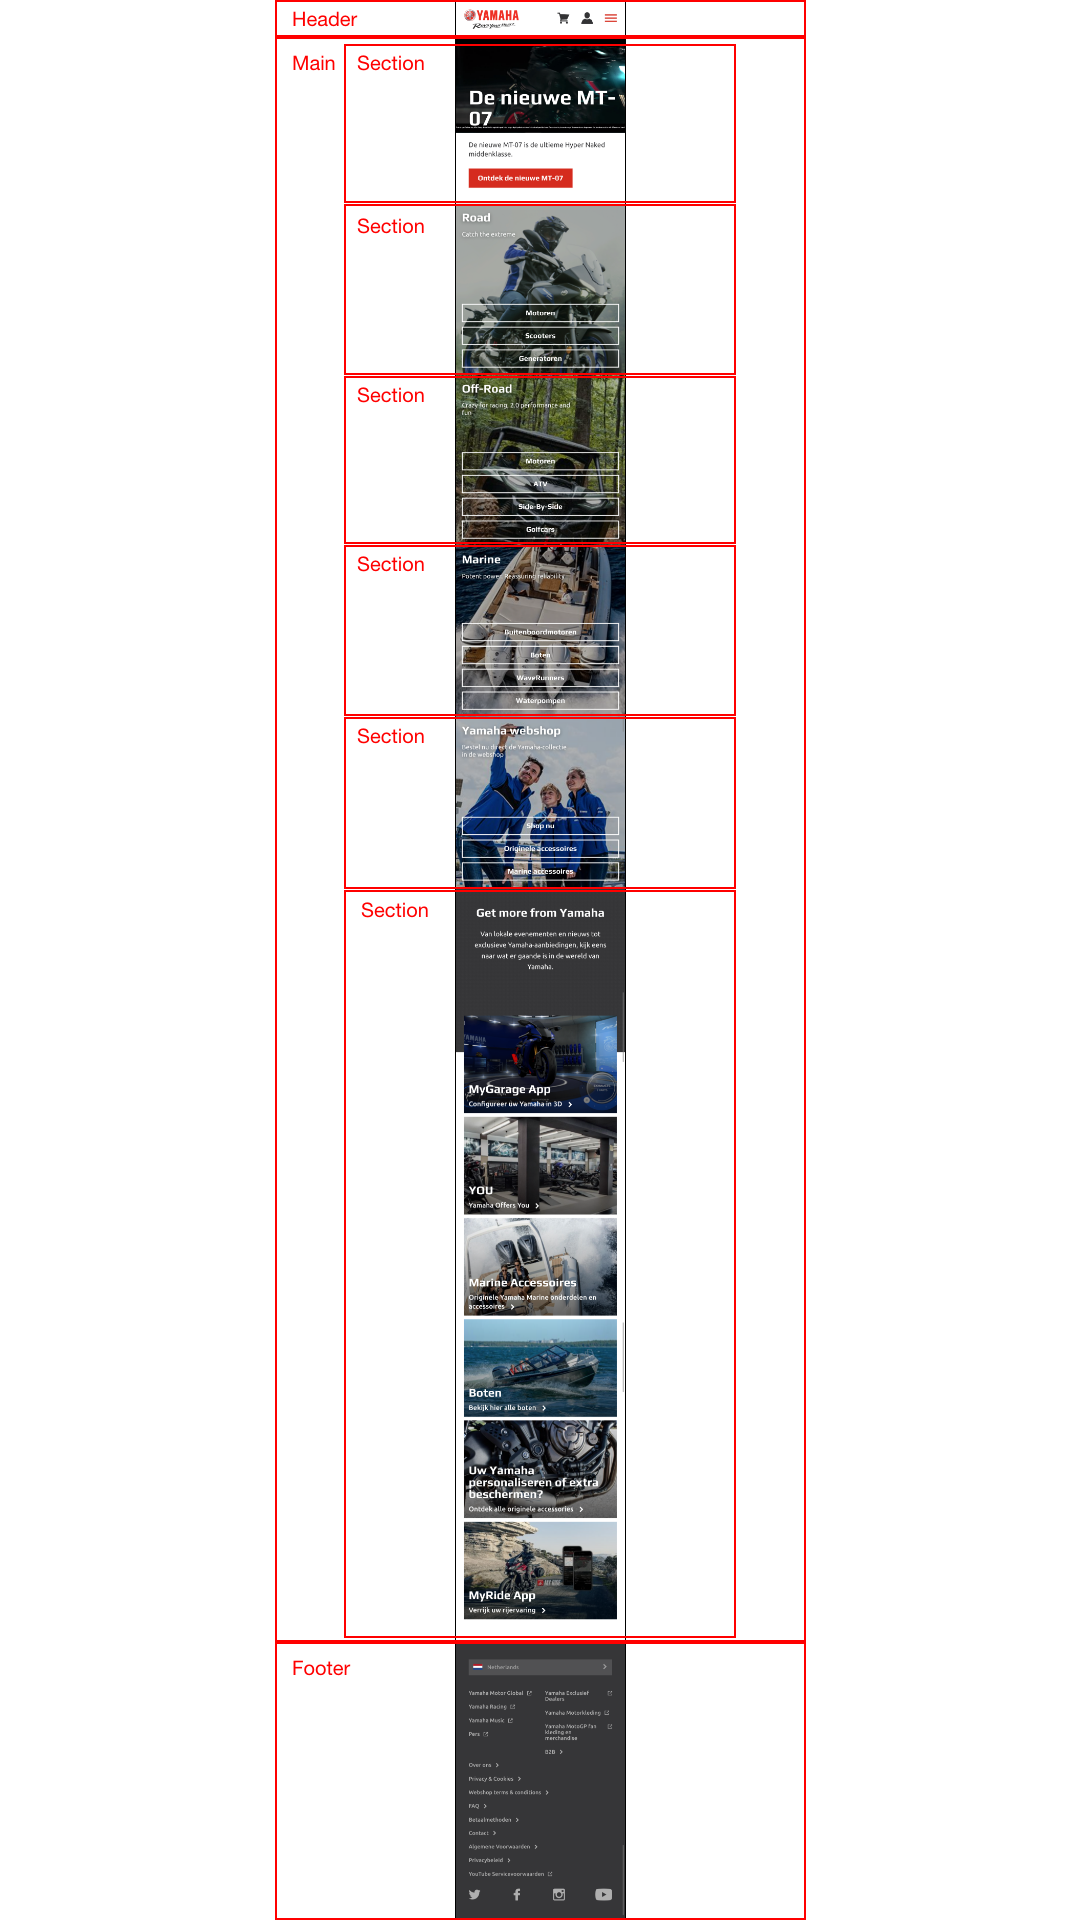 Header
YAMAHA
Revs Your Heart
Main
Section
De nieuwe MT-
07
De nieuwe MT-07 is de ultieme Hyper Naked
middenklasse.
Ontdek de nieuwe MT-07
Section
Road
Catch the extreme
Motoren
Scooters
Generatoren
Section
Off-Road
Crazy for racing, 2.0 performance and
fun
Motoren
ATV
Side-By-Side
Golfcars
Section
Marine
Potent power. Reassuring reliability
Buitenboordmotoren
Boten
WaveRunners
Waterpompen
Section
Yamaha webshop
Bestel nu direct de Yamaha-collectie
in de webshop
Shop nu
Originele accessoires
Marine accessoires
Section
Get more from Yamaha
Van lokale evenementen en nieuws tot
exclusieve Yamaha-aanbiedingen, kijk eens
naar wat er gaande is in de wereld van
Yamaha.
YAMAHA
MyGarage App
Configureer uw Yamaha in 3D
YOU
Yamaha Offers You
Marine Accessoires
Originele Yamaha Marine onderdelen en
accessoires
Boten
Bekijk hier alle boten
Uw Yamaha
personaliseren of extra
beschermen?
Ontdek alle originele accessories
MyRide App
Verrijk uw rijervaring
Footer
Netherlands
Yamaha Motor Global
Yamaha Racing
Yamaha Music
Pers
Yamaha Exclusief
Dealers
Yamaha Motorkleding
Yamaha MotoGP fan
kleding en
merchandise
B2B
Over ons
Privacy & Cookies
Webshop terms & conditions
FAQ
Betaalmethoden
Contact
Algemene Voorwaarden
Privacybeleid
YouTube Servicevoorwaarden